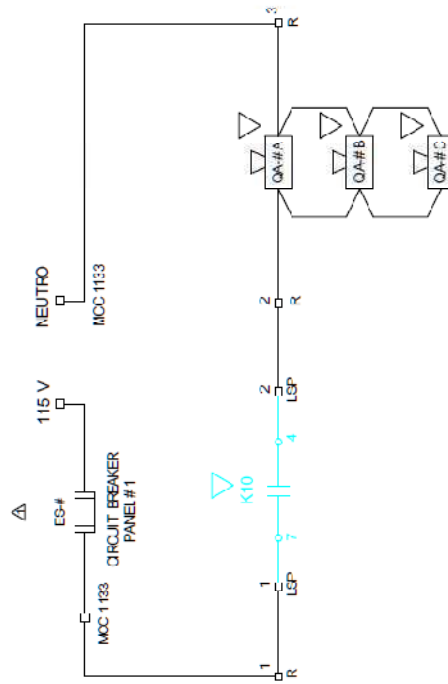 115 V
NEUTRO
ES-#
MCC 1133
MCC 1133
CIRCUIT BREAKER
PANEL # 1
K10
7
4
1
R
1
LSP
2
LSP
2
R
QA-# A
QA-# B
QA-# C
3
R